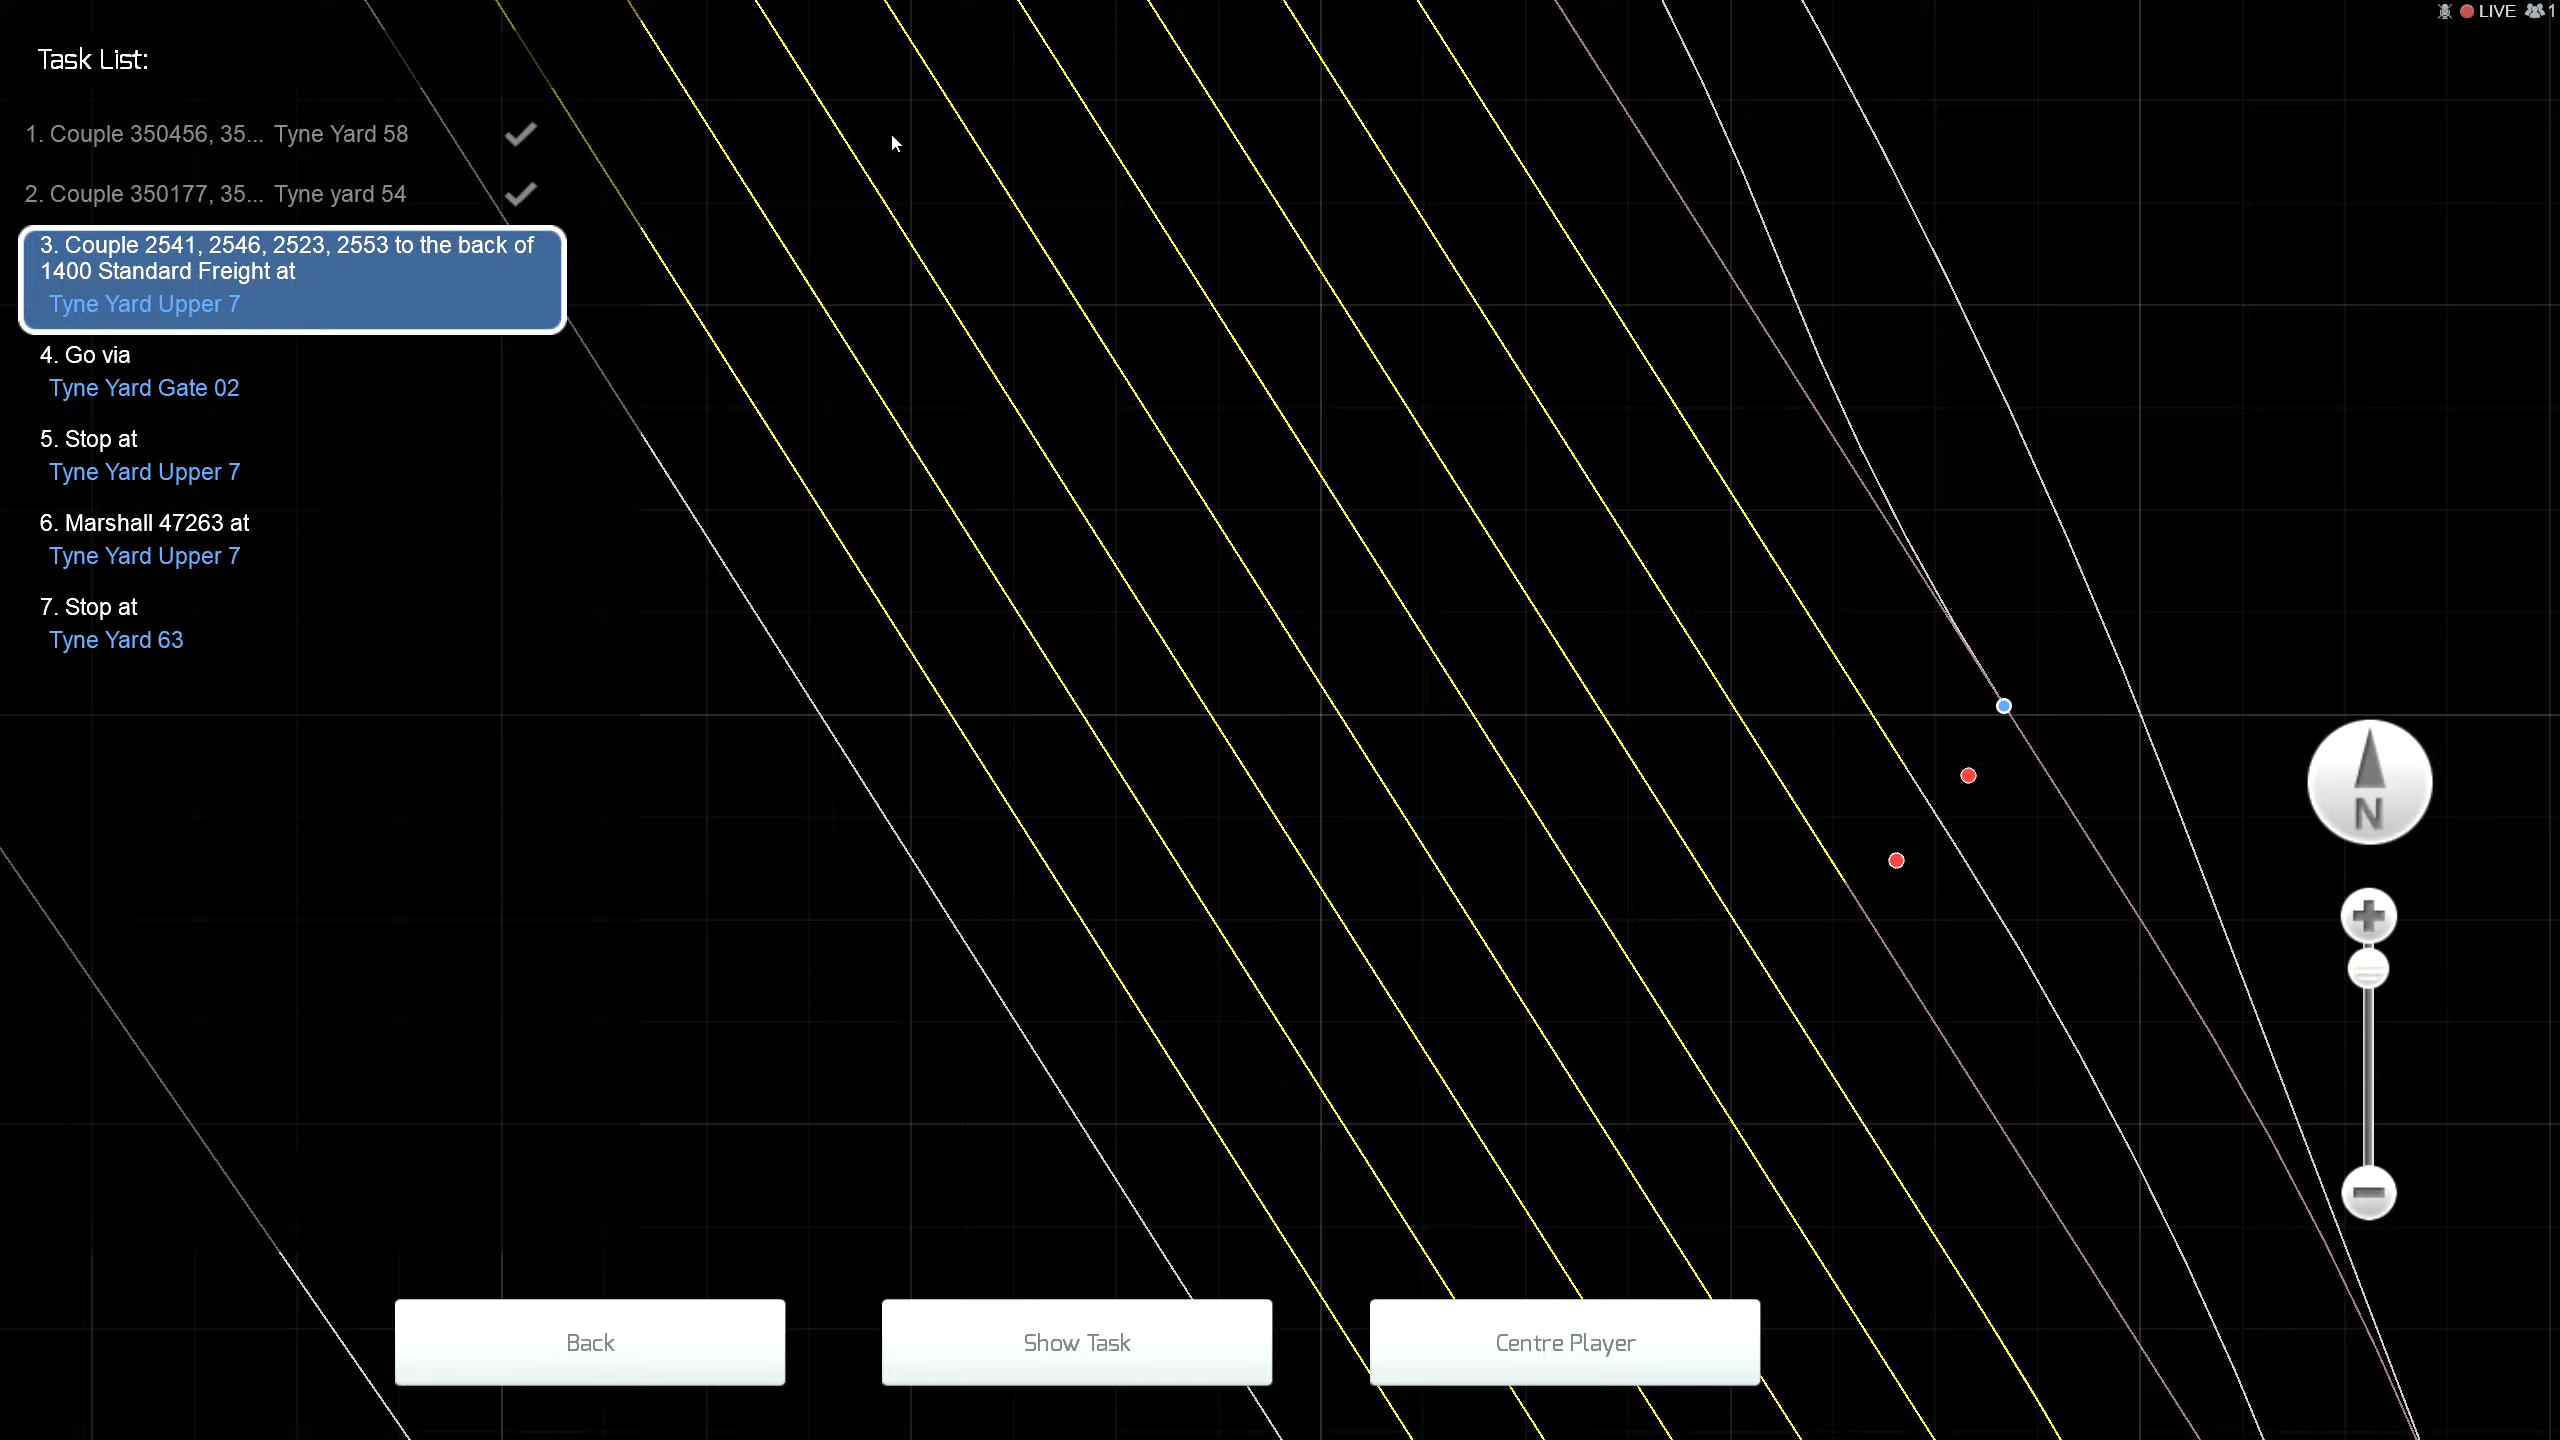 LIVE 1
Task List:
1. Couple 350456, 35... Tyne Yard 58
2. Couple 350177, 35... Tyne yard 54
3. Couple 2541, 2546, 2523, 2553 to the back of
1400 Standard Freight at
Tyne Yard Upper 7
4. Go via
Tyne Yard Gate 02
5. Stop at
Tyne Yard Upper 7
6. Marshall 47263 at
Tyne Yard Upper 7
7. Stop at
Tyne Yard 63
N
Back
Show Task
Centre Player